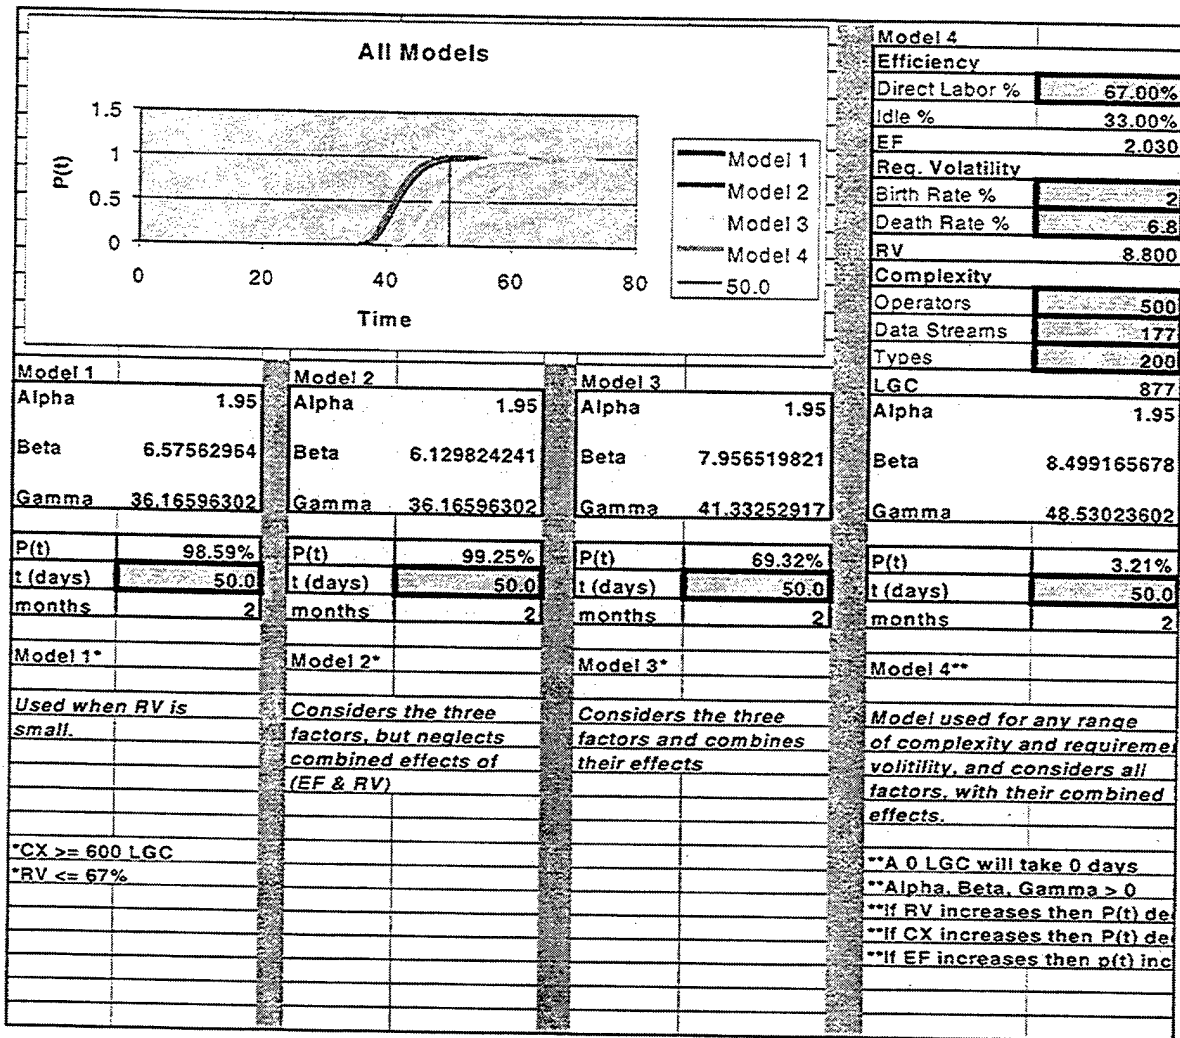 All Models
1.5
1
0.5
0
P(t)
0 20 40 60 80
Time
Model 1
Model 2
Model 3
Model 4
50.0
Model 4
Efficiency
Direct Labor % 67.00%
Idle % 33.00%
EF 2.030
Req. Volatility
Birth Rate % 2
Death Rate % 6.8
RV 8.800
Complexity
Operators 500
Data Streams 177
Types 200
LGC 877
Alpha 1.95
Beta 8.499165678
Gamma 48.53023602
P(t) 3.21%
t (days) 50.0
months 2
Model 4**
Model used for any range
of complexity and requiremen
volitility, and considers all
factors, with their combined
effects.
**A 0 LGC will take 0 days
**Alpha, Beta, Gamma > 0
**If RV increases then P(t) de
**If CX increases then P(t) de
**If EF increases then p(t) inc
Model 1
Alpha 1.95
Beta 6.57562964
Gamma 36.16596302
P(t) 98.59%
t (days) 50.0
months 2
Model 1*
Used when RV is
small.
*CX >= 600 LGC
*RV <= 67%
Model 2
Alpha 1.95
Beta 6.129824241
Gamma 36.16596302
P(t) 99.25%
t (days) 50.0
months 2
Model 2*
Considers the three
factors, but neglects
combined effects of
(EF & RV)
Model 3
Alpha 1.95
Beta 7.956519821
Gamma 41.33252917
P(t) 69.32%
t (days) 50.0
months 2
Model 3*
Considers the three
factors and combines
their effects